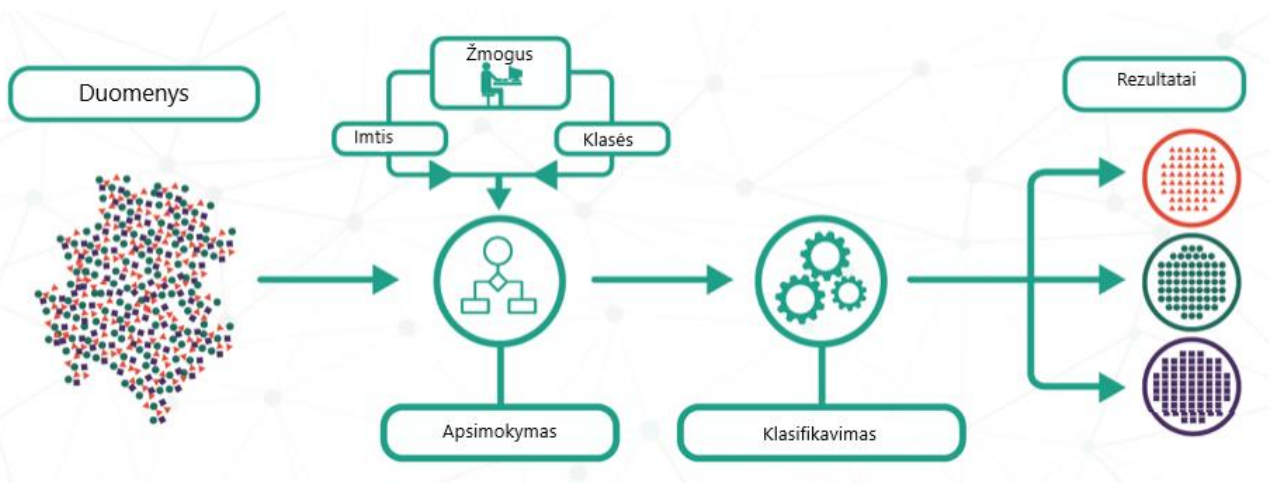 Duomenys
Žmogus
Imtis
Klasės
Apsimokymas
Klasifikavimas
Rezultatai